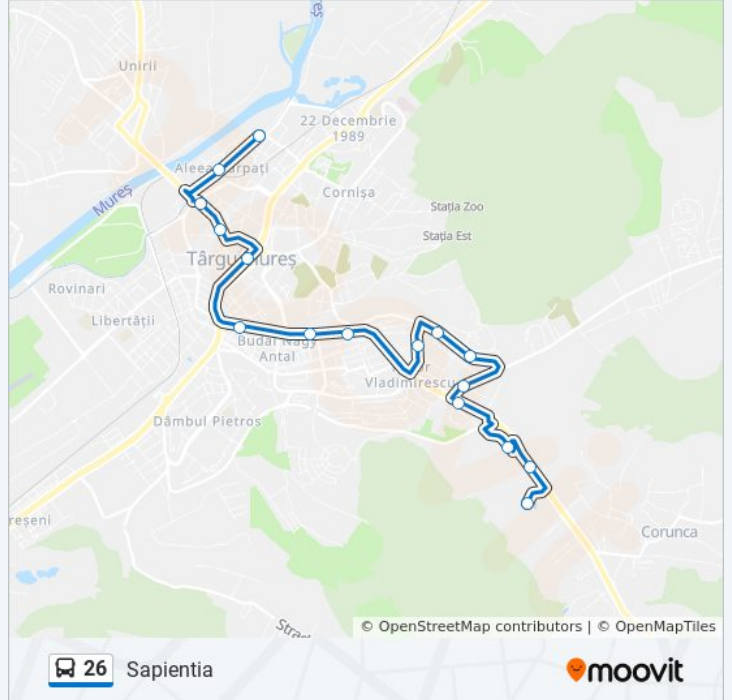 Mureș
Unirii
22 Decembrie
1989
Aleea Carpați
Cornișa
Mureș
Stația Zoo
Stația Est
Târgu Mureș
Rovinari
Libertății
Budai Nagy
Antal
Vladimirescu
Dâmbul Pietros
Corunca
© OpenStreetMap contributors | © OpenMapTiles
26 Sapientia
moovit